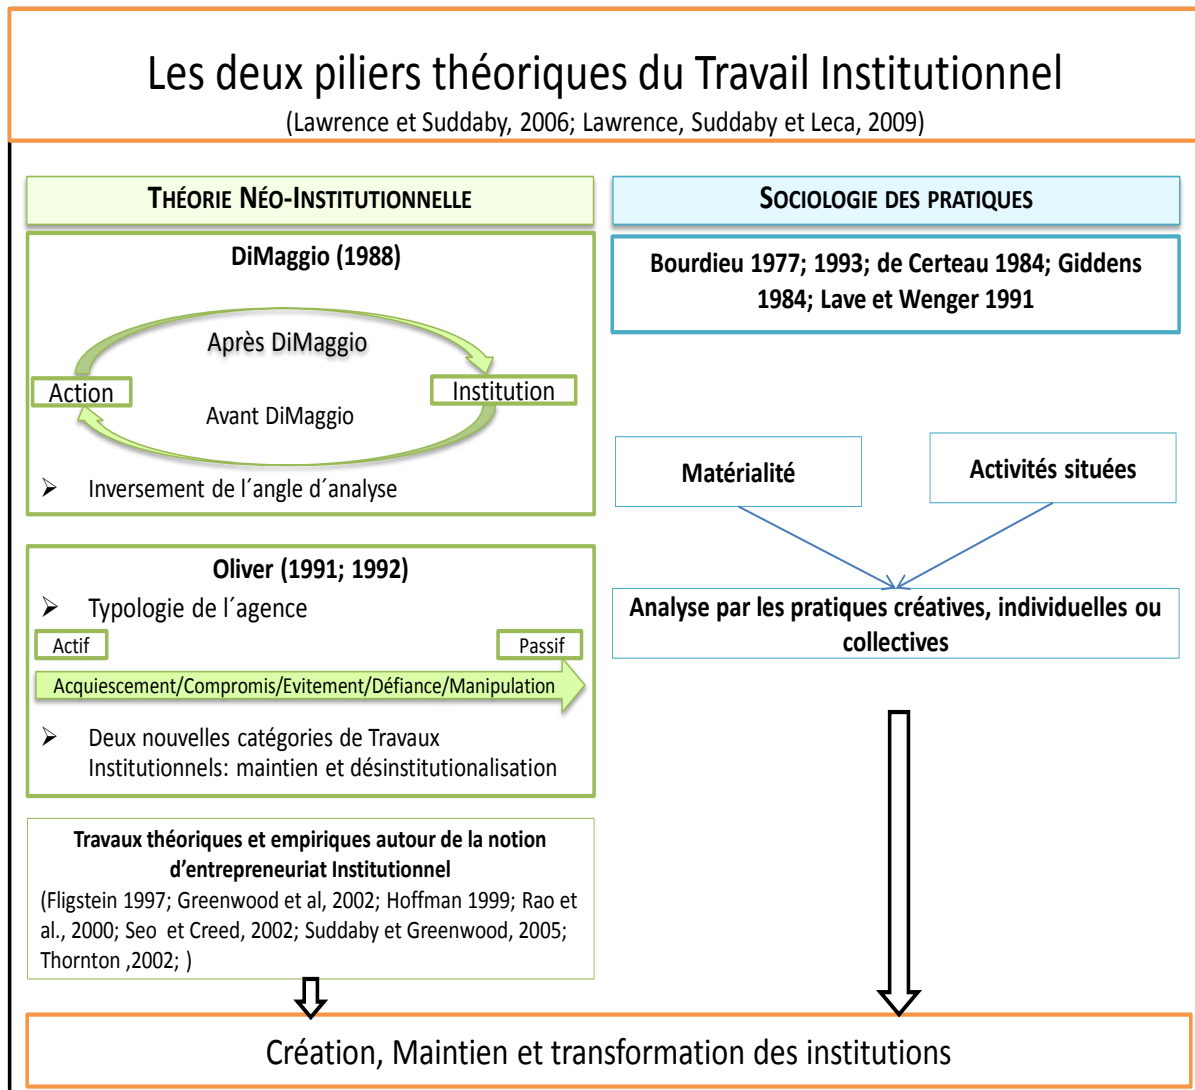 Les deux piliers théoriques du Travail Institutionnel
(Lawrence et Suddaby, 2006; Lawrence, Suddaby et Leca, 2009)
THÉORIE NÉO-INSTITUTIONNELLE
DiMaggio (1988)
Après DiMaggio
Action
Institution
Avant DiMaggio
➢ Inversement de l´angle d´analyse
Oliver (1991; 1992)
➢ Typologie de l´agence
Actif
Passif
Acquiescement/Compromis/Evitement/Défiance/Manipulation
➢ Deux nouvelles catégories de Travaux
Institutionnels: maintien et désinstitutionalisation
Travaux théoriques et empiriques autour de la notion
d’entrepreneuriat Institutionnel
(Fligstein 1997; Greenwood et al, 2002; Hoffman 1999; Rao et
al., 2000; Seo et Creed, 2002; Suddaby et Greenwood, 2005;
Thornton ,2002; )
SOCIOLOGIE DES PRATIQUES
Bourdieu 1977; 1993; de Certeau 1984; Giddens
1984; Lave et Wenger 1991
Matérialité
Activités situées
Analyse par les pratiques créatives, individuelles ou
collectives
Création, Maintien et transformation des institutions